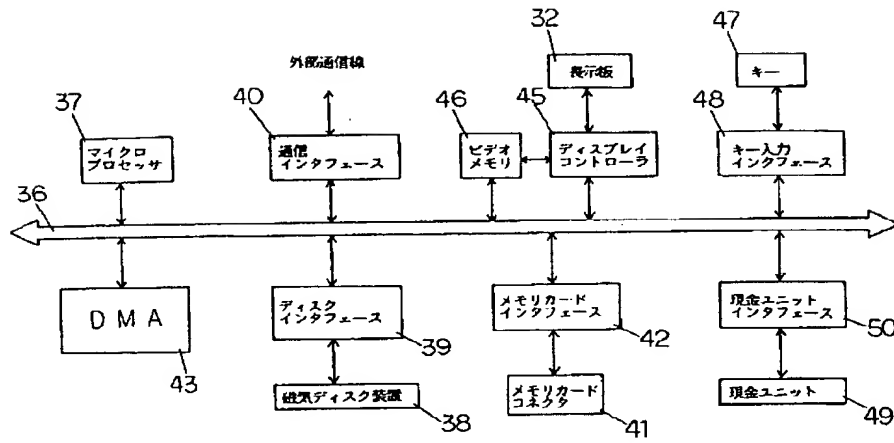 外部通信線
32
表示板
47
キー
37
マイクロ
プロセッサ
40
通信
インタフェース
46
ビデオ
メモリ
45
ディスプレイ
コントローラ
48
キー入力
インタフェース
36
DMA
43
ディスク
インタフェース
39
メモリカード
インタフェース
42
現金ユニット
インタフェース
50
磁気ディスク装置
38
メモリカード
コネクタ
41
現金ユニット
49